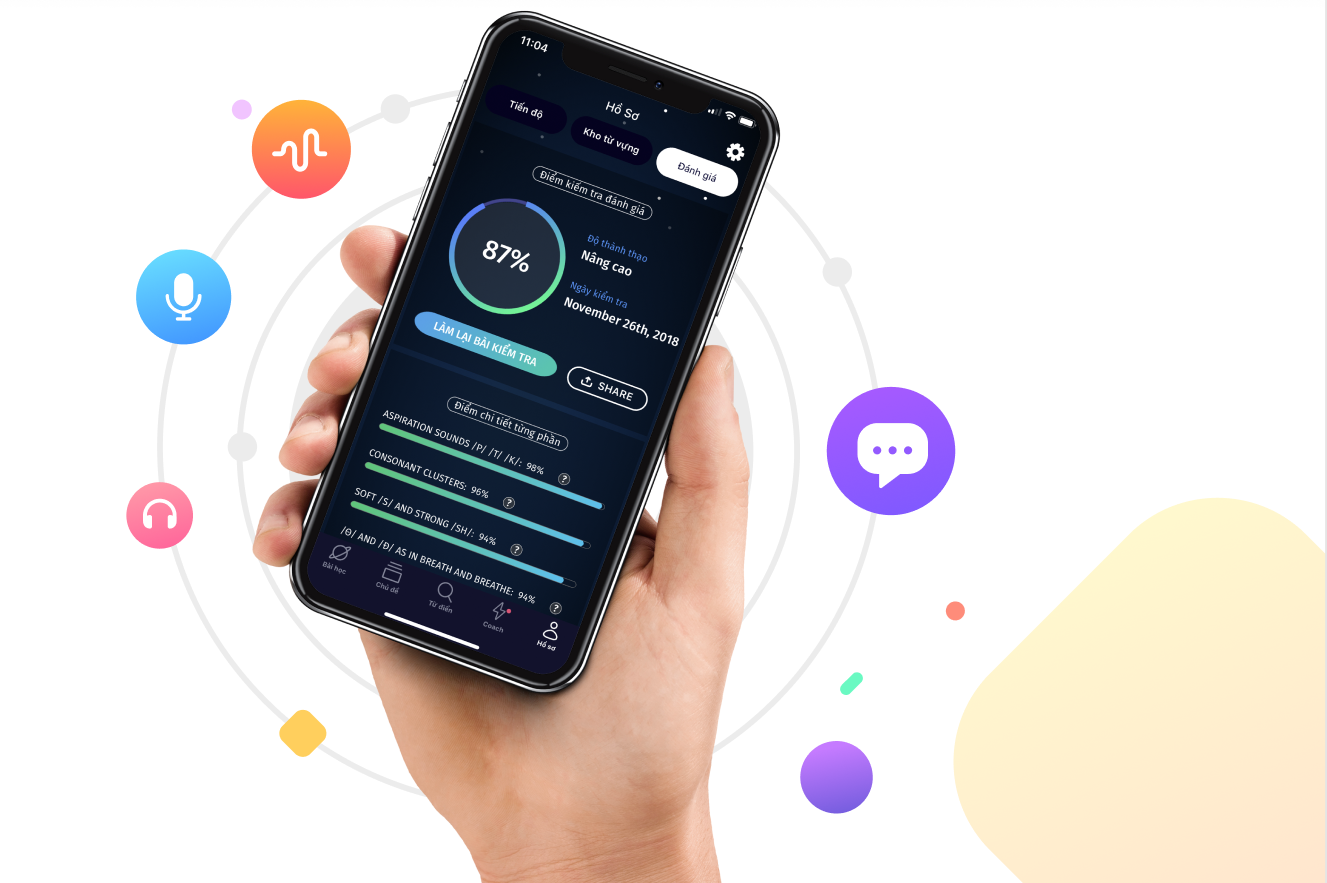 11:04
Hồ Sơ
Tiến độ
Kho từ vựng
Đánh giá
Điểm kiểm tra đánh giá
87%
Độ thành thạo
Nâng cao
Ngày kiểm tra
November 26th, 2018
LÀM LẠI BÀI KIỂM TRA
SHARE
Điểm chi tiết từng phần
ASPIRATION SOUNDS /P/ /T/ /K/: 98% ?
CONSONANT CLUSTERS: 96% ?
SOFT /S/ AND STRONG /SH/: 94% ?
/Θ/ AND /Ð/ AS IN BREATH AND BREATHE: 94% ?
Bài học
Chủ đề
Từ điển
Coach
Hồ sơ